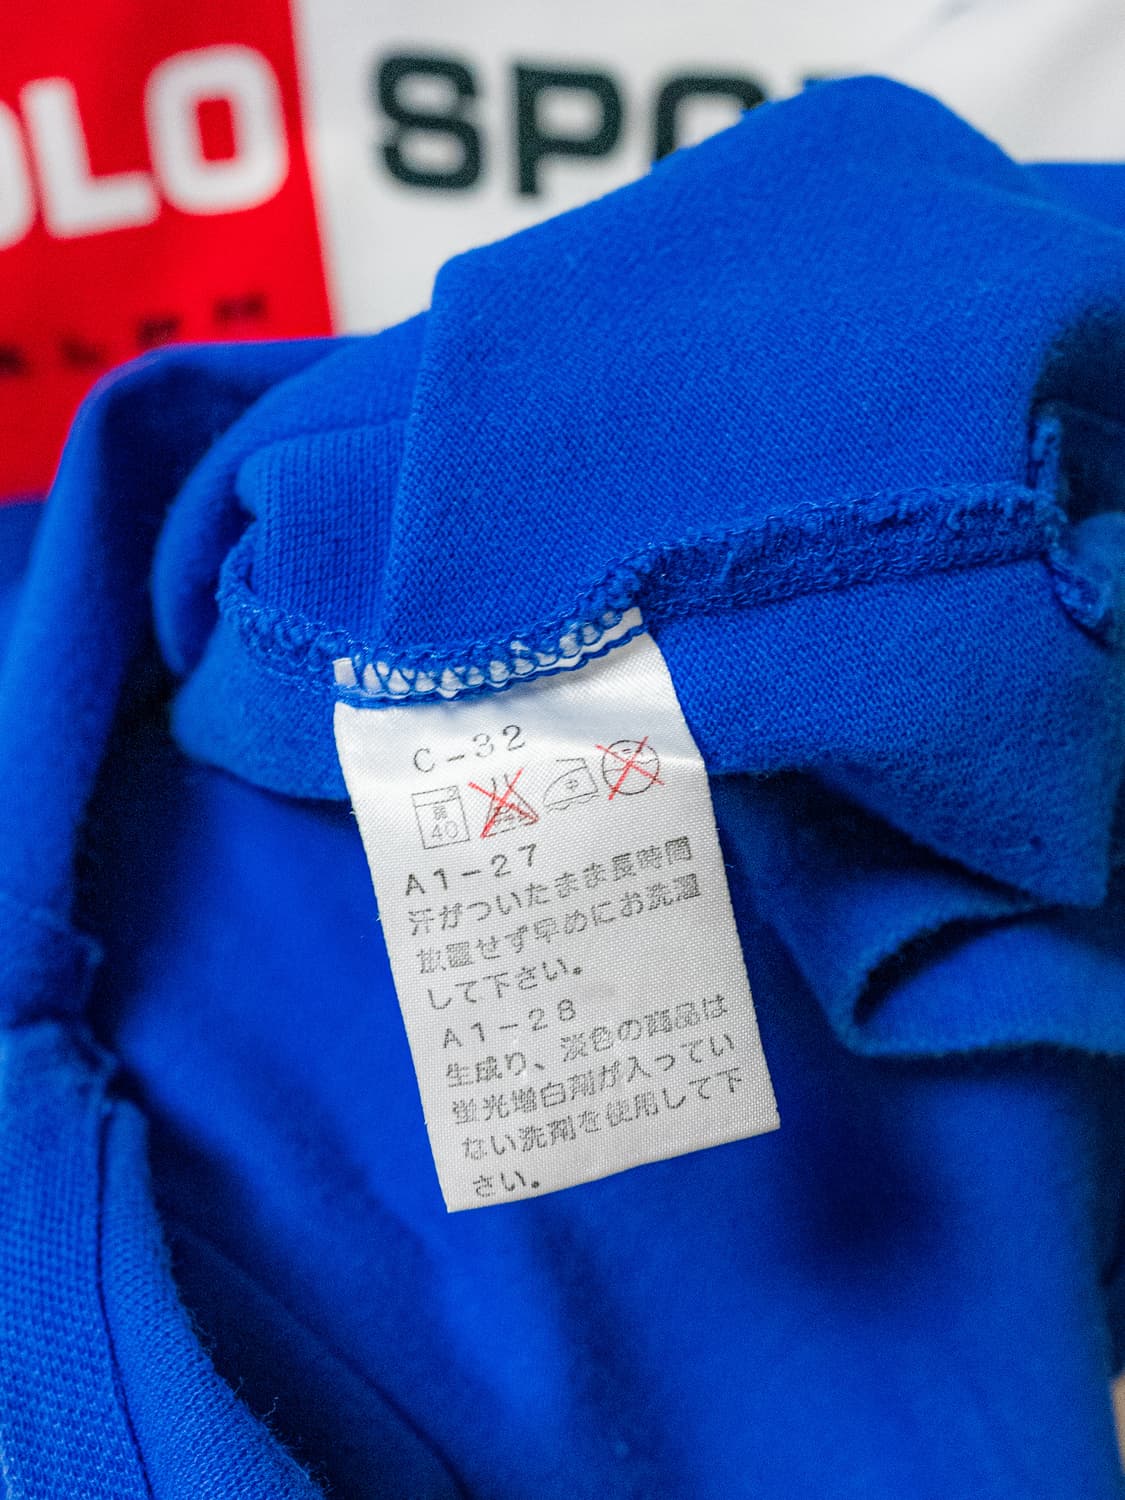 OLO
SPO
C-32
40
A1-27
汗がついたまま長時間
放置せず早めにお洗濯
して下さい。
A1-28
生成り、淡色の商品は
蛍光増白剤が入ってい
ない洗剤を使用して下
さい。